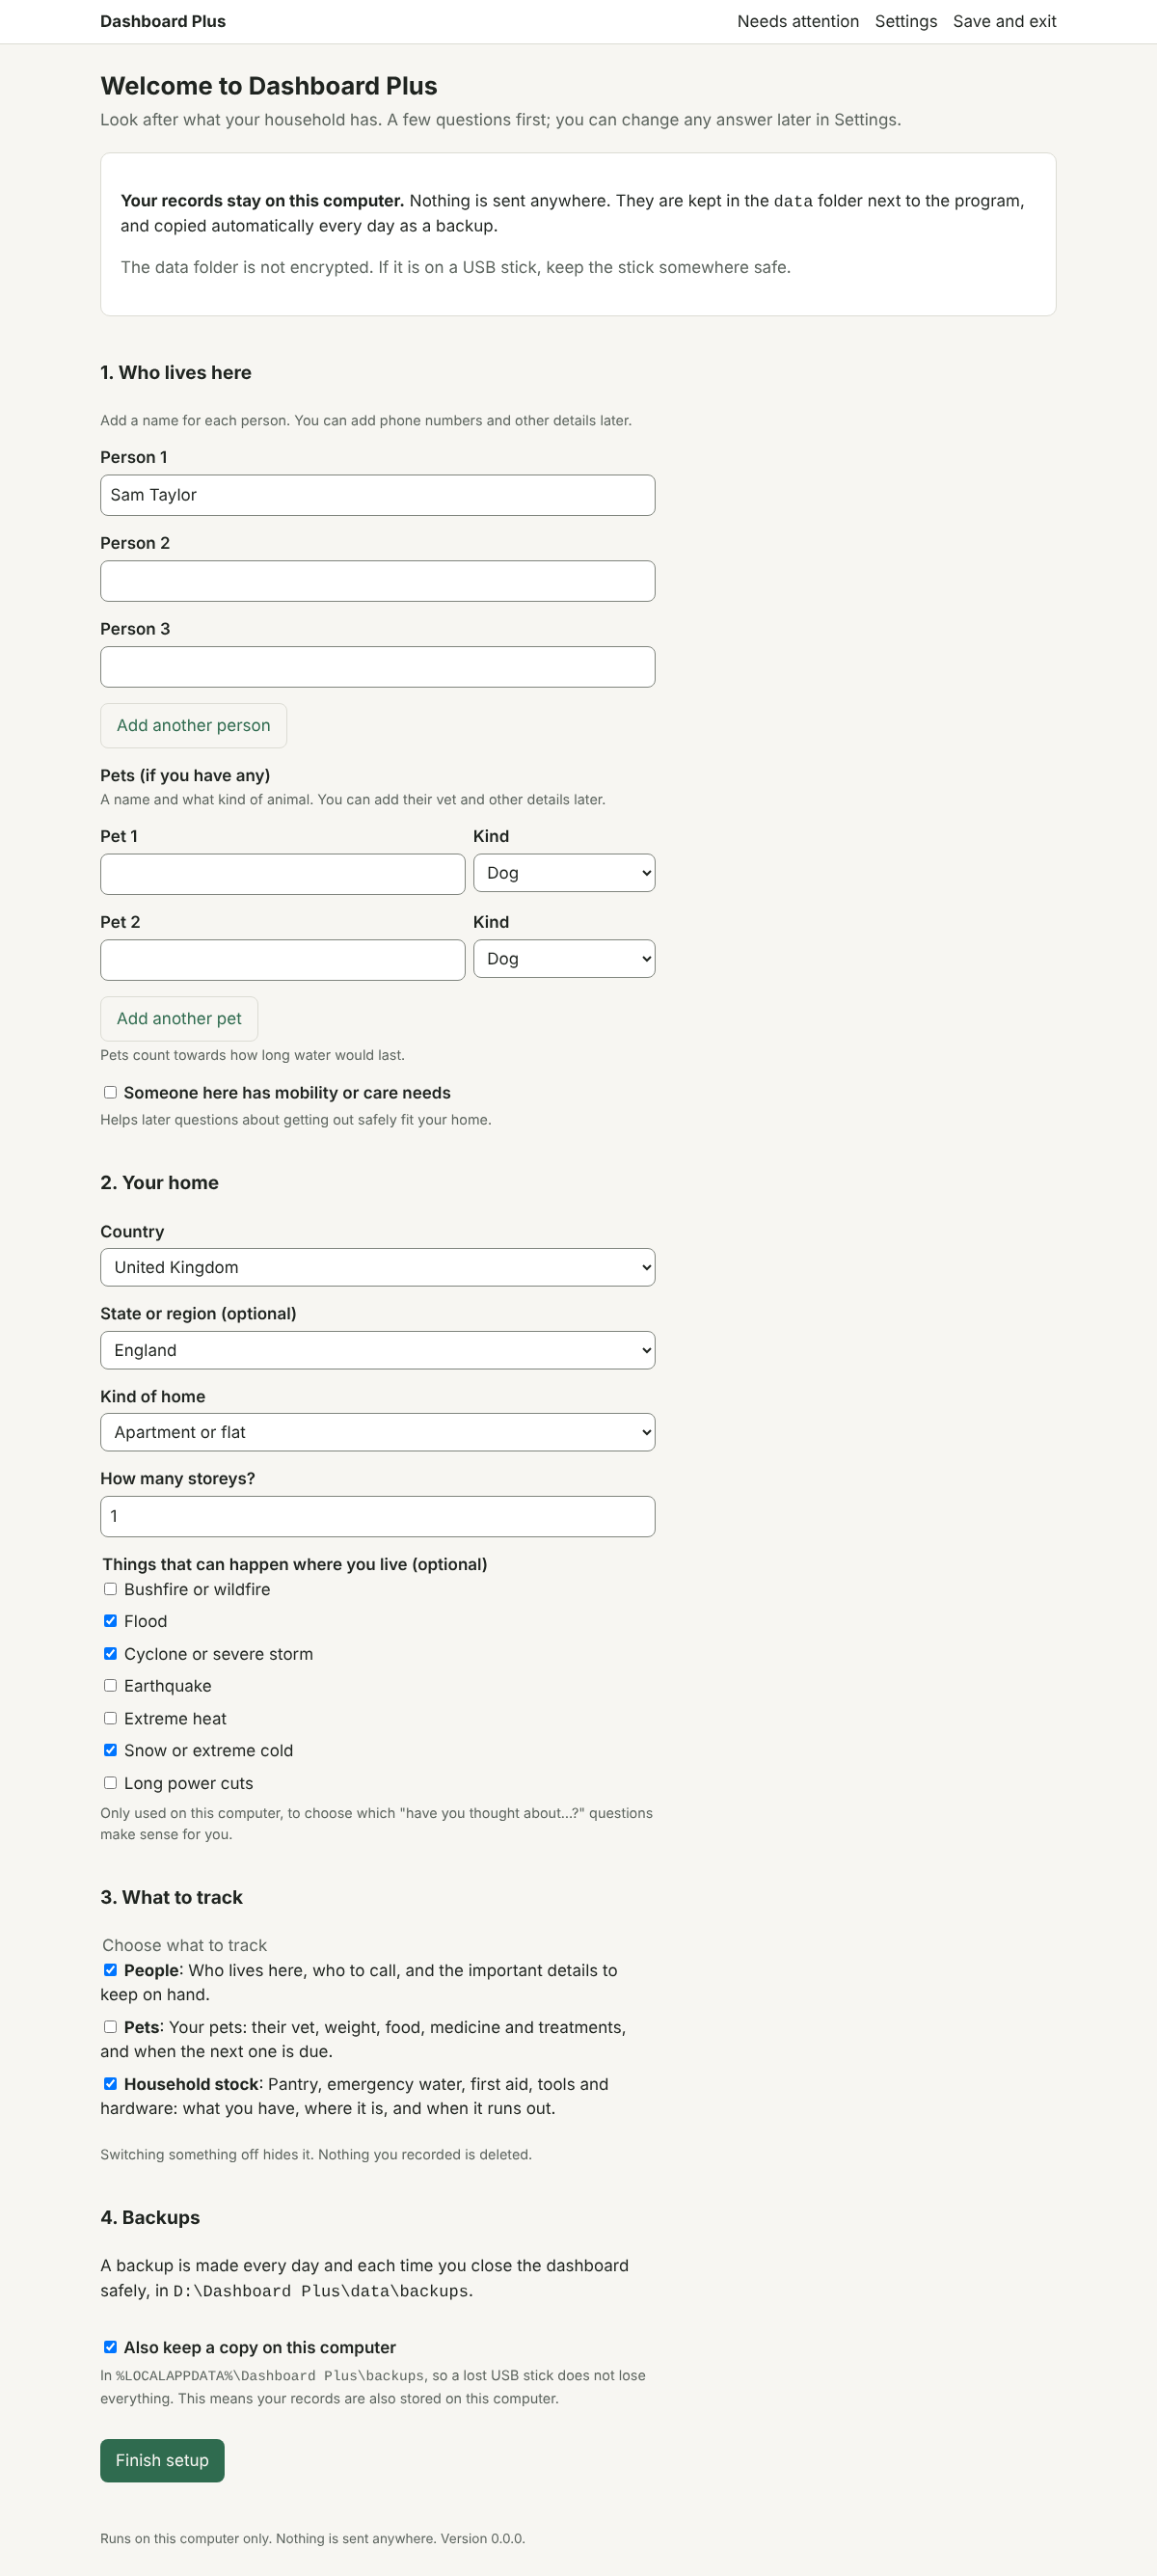 Dashboard Plus
Needs attention Settings Save and exit
Welcome to Dashboard Plus
Look after what your household has. A few questions first; you can change any answer later in Settings.
Your records stay on this computer. Nothing is sent anywhere. They are kept in the data folder next to the program,
and copied automatically every day as a backup.
The data folder is not encrypted. If it is on a USB stick, keep the stick somewhere safe.
1. Who lives here
Add a name for each person. You can add phone numbers and other details later.
Person 1
Sam Taylor
Person 2
Person 3
Add another person
Pets (if you have any)
A name and what kind of animal. You can add their vet and other details later.
Pet 1 Kind
Dog
Pet 2 Kind
Dog
Add another pet
Pets count towards how long water would last.
Someone here has mobility or care needs
Helps later questions about getting out safely fit your home.
2. Your home
Country
United Kingdom
State or region (optional)
England
Kind of home
Apartment or flat
How many storeys?
1
Things that can happen where you live (optional)
Bushfire or wildfire
Flood
Cyclone or severe storm
Earthquake
Extreme heat
Snow or extreme cold
Long power cuts
Only used on this computer, to choose which "have you thought about...?" questions
make sense for you.
3. What to track
Choose what to track
People: Who lives here, who to call, and the important details to
keep on hand.
Pets: Your pets: their vet, weight, food, medicine and treatments,
and when the next one is due.
Household stock: Pantry, emergency water, first aid, tools and
hardware: what you have, where it is, and when it runs out.
Switching something off hides it. Nothing you recorded is deleted.
4. Backups
A backup is made every day and each time you close the dashboard
safely, in D:\Dashboard Plus\data\backups.
Also keep a copy on this computer
In %LOCALAPPDATA%\Dashboard Plus\backups, so a lost USB stick does not lose
everything. This means your records are also stored on this computer.
Finish setup
Runs on this computer only. Nothing is sent anywhere. Version 0.0.0.